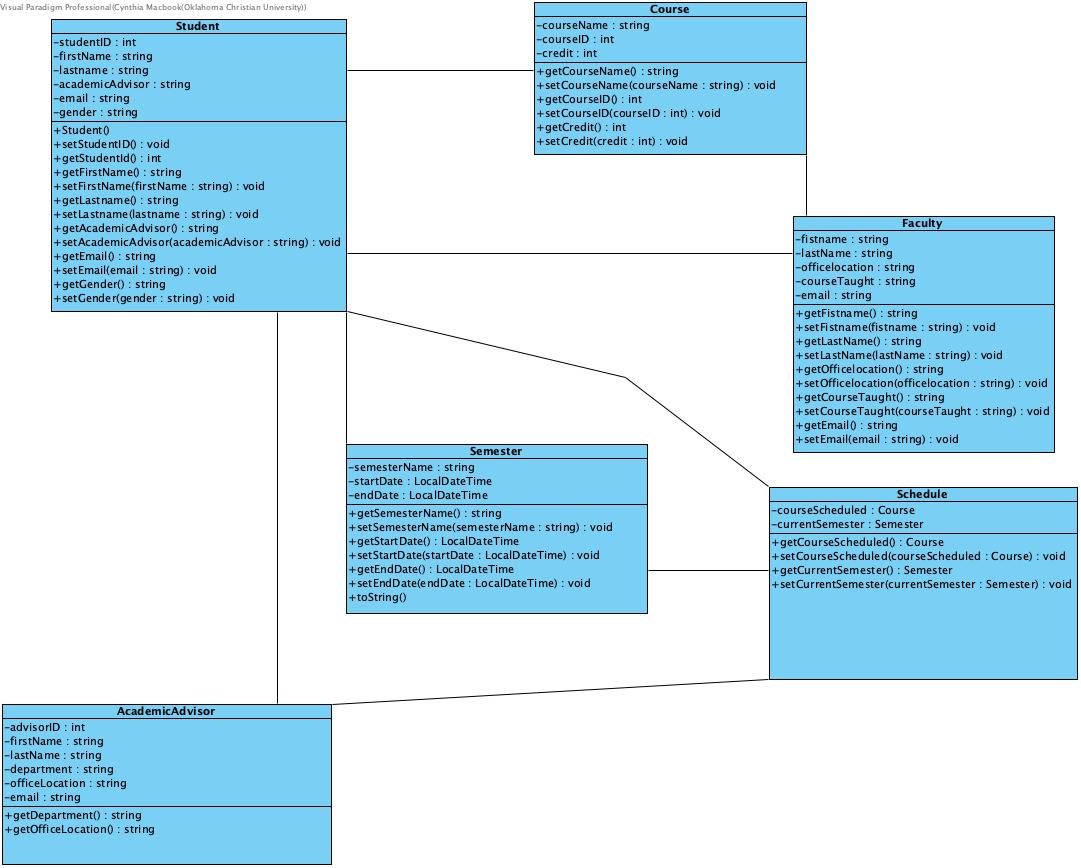 Visual Paradigm Professional(Cynthia Macbook(Oklahoma Christian University))
Student
-studentID : int
-firstName : string
-lastname : string
-academicAdvisor : string
-email : string
-gender : string
+Student()
+setStudentID() : void
+getStudentId() : int
+getFirstName() : string
+setFirstName(firstName : string) : void
+getLastname() : string
+setLastname(lastname : string) : void
+getAcademicAdvisor() : string
+setAcademicAdvisor(academicAdvisor : string) : void
+getEmail() : string
+setEmail(email : string) : void
+getGender() : string
+setGender(gender : string) : void
Course
-courseName : string
-courseID : int
-credit : int
+getCourseName() : string
+setCourseName(courseName : string) : void
+getCourseID() : int
+setCourseID(courseID : int) : void
+getCredit() : int
+setCredit(credit : int) : void
Faculty
-fistname : string
-lastName : string
-officelocation : string
-courseTaught : string
-email : string
+getFistname() : string
+setFistname(fistname : string) : void
+getLastName() : string
+setLastName(lastName : string) : void
+getOfficelocation() : string
+setOfficelocation(officelocation : string) : void
+getCourseTaught() : string
+setCourseTaught(courseTaught : string) : void
+getEmail() : string
+setEmail(email : string) : void
Semester
-semesterName : string
-startDate : LocalDateTime
-endDate : LocalDateTime
+getSemesterName() : string
+setSemesterName(semesterName : string) : void
+getStartDate() : LocalDateTime
+setStartDate(startDate : LocalDateTime) : void
+getEndDate() : LocalDateTime
+setEndDate(endDate : LocalDateTime) : void
+toString()
Schedule
-courseScheduled : Course
-currentSemester : Semester
+getCourseScheduled() : Course
+setCourseScheduled(courseScheduled : Course) : void
+getCurrentSemester() : Semester
+setCurrentSemester(currentSemester : Semester) : void
AcademicAdvisor
-advisorID : int
-firstName : string
-lastName : string
-department : string
-officeLocation : string
-email : string
+getDepartment() : string
+getOfficeLocation() : string